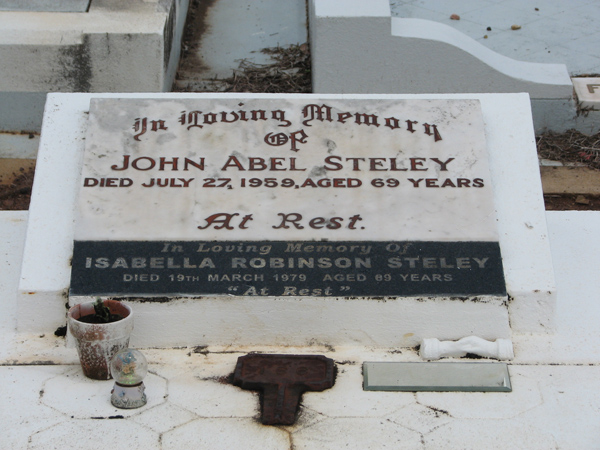 In Loving Memory
OF
JOHN ABEL STELEY
DIED JULY 27, 1959, AGED 69 YEARS
At Rest.
In Loving Memory Of
ISABELLA ROBINSON STELEY
DIED 19TH MARCH 1979 AGED 89 YEARS
"At Rest"